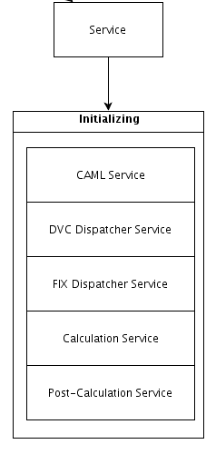 Service
Initializing
CAML Service
DVC Dispatcher Service
FIX Dispatcher Service
Calculation Service
Post-Calculation Service